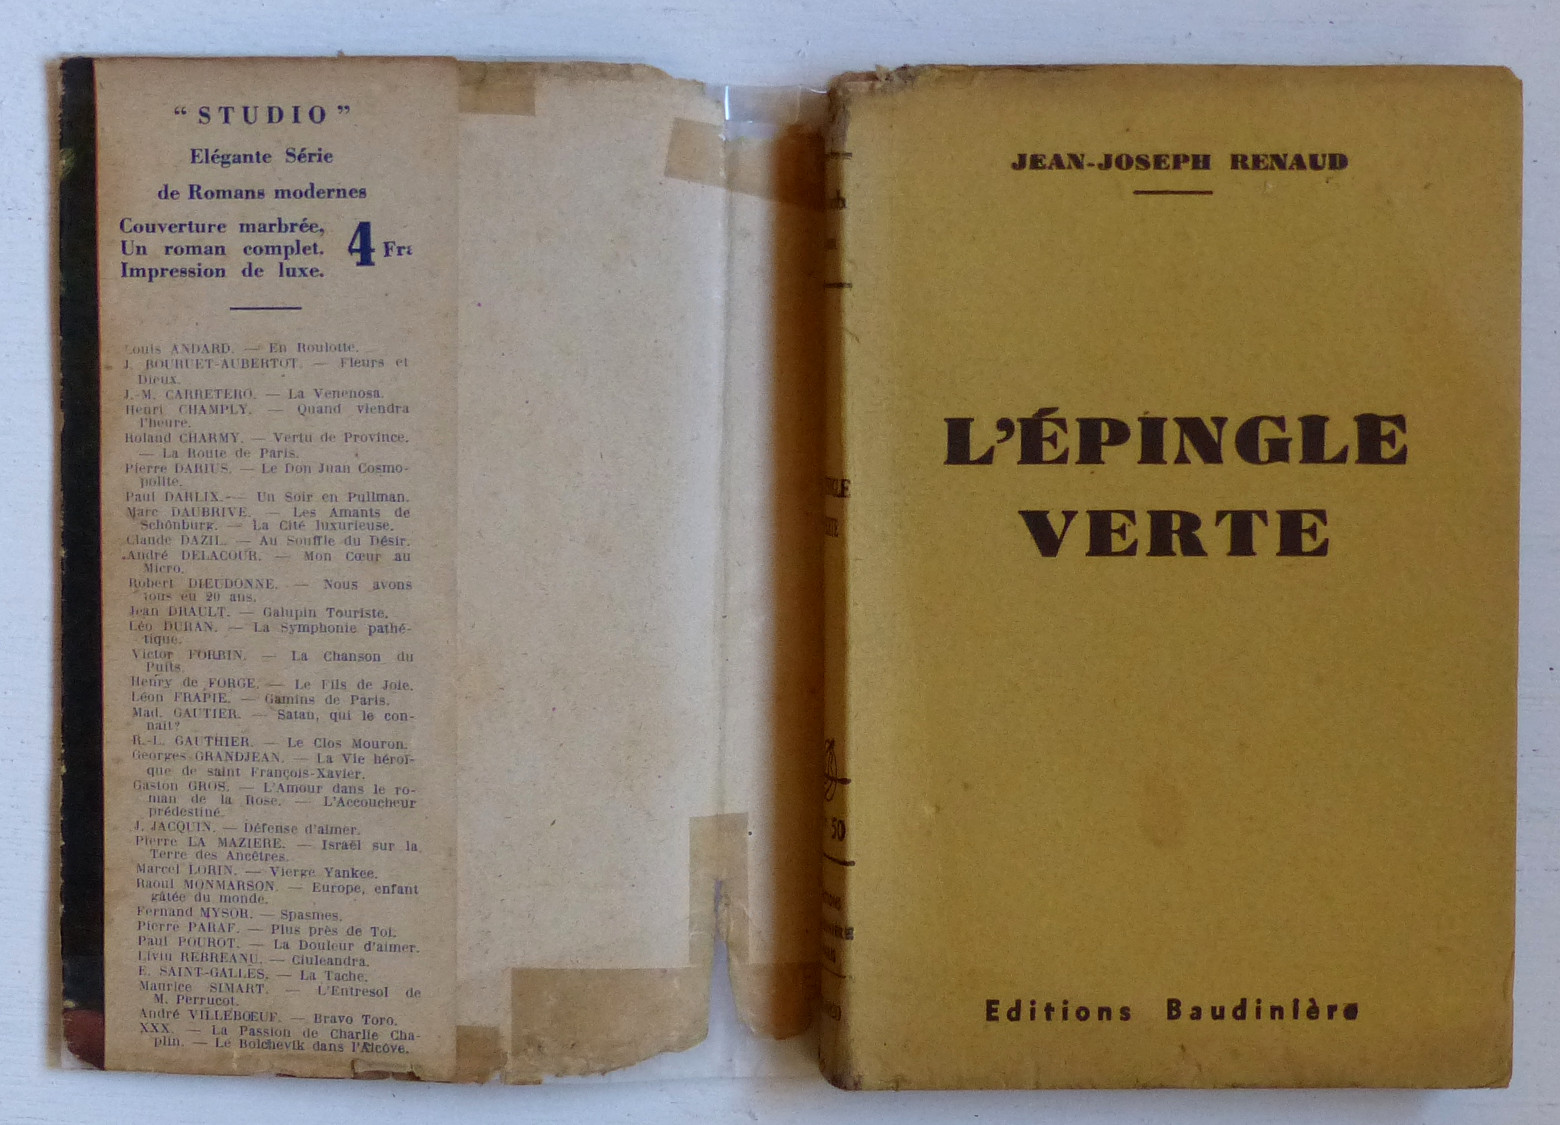 “ STUDIO ”
Elégante Série
de Romans modernes
Couverture marbrée,
Un roman complet.
Impression de luxe.
4 Fra
Louis ANDARD. — En Roulotte.
J. BOURUET-AUBERTOT. — Fleurs et
Dieux.
J.-M. CARRETERO. — La Venenosa.
Henri CHAMPLY. — Quand viendra
l'heure.
Roland CHARMY. — Vertu de Province.
— La Route de Paris.
Pierre DARIUS. — Le Don Juan Cosmo-
polite.
Paul DARLIX. — Un Soir en Pullman.
Marc DAUBRIVE. — Les Amants de
Schönburg. — La Cité luxurieuse.
Claude DAZIL. — Au Souffle du Désir.
André DELACOUR. — Mon Cœur au
Micro.
Robert DIEUDONNE. — Nous avons
tous eu 20 ans.
Jean DRAULT. — Galupin Touriste.
Léo DURAN. — La Symphonie pathé-
tique.
Victor FORBIN. — La Chanson du
Puits.
Henry de FORGE. — Le Fils de Joie.
Léon FRAPIE. — Gamins de Paris.
Mad. GAUTIER. — Satan, qui le con-
naît?
R.-L. GAUTHIER. — Le Clos Mouron.
Georges GRANDJEAN. — La Vie héroï-
que de saint François-Xavier.
Gaston GROS. — L'Amour dans le ro-
man de la Rose. — L'Accoucheur
prédestiné.
J. JACQUIN. — Défense d'aimer.
Pierre LA MAZIERE. — Israël sur la
Terre des Ancêtres.
Marcel LORIN. — Vierge Yankee.
Raoul MONMARSON. — Europe, enfant
gâtée du monde.
Fernand MYSOR. — Spasmes.
Pierre PARAF. — Plus près de Toi.
Paul POUROT. — La Douleur d'aimer.
Liviu REBREANU. — Ciuleandra.
E. SAINT-GALLES. — La Tache.
Maurice SIMART. — L'Entresol de
M. Perrucot.
André VILLEBŒUF. — Bravo Toro.
XXX. — La Passion de Charlie Cha-
plin. — Le Bolchevik dans l'Alcôve.
50
JEAN-JOSEPH RENAUD
L'ÉPINGLE
VERTE
Editions Baudinière